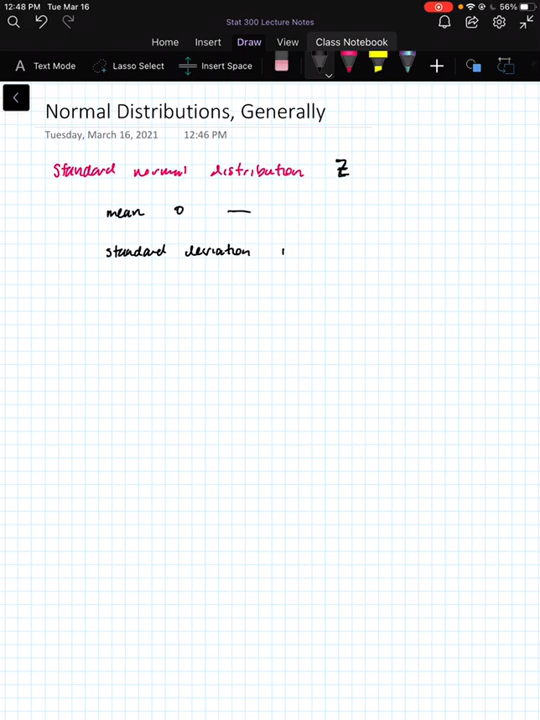 12:48 PM Tue Mar 16 56%
Stat 300 Lecture Notes
Home Insert Draw View Class Notebook
Text Mode Lasso Select Insert Space
Normal Distributions, Generally
Tuesday, March 16, 2021 12:46 PM
Standard normal distribution Z
mean 0 —
standard deviation 1